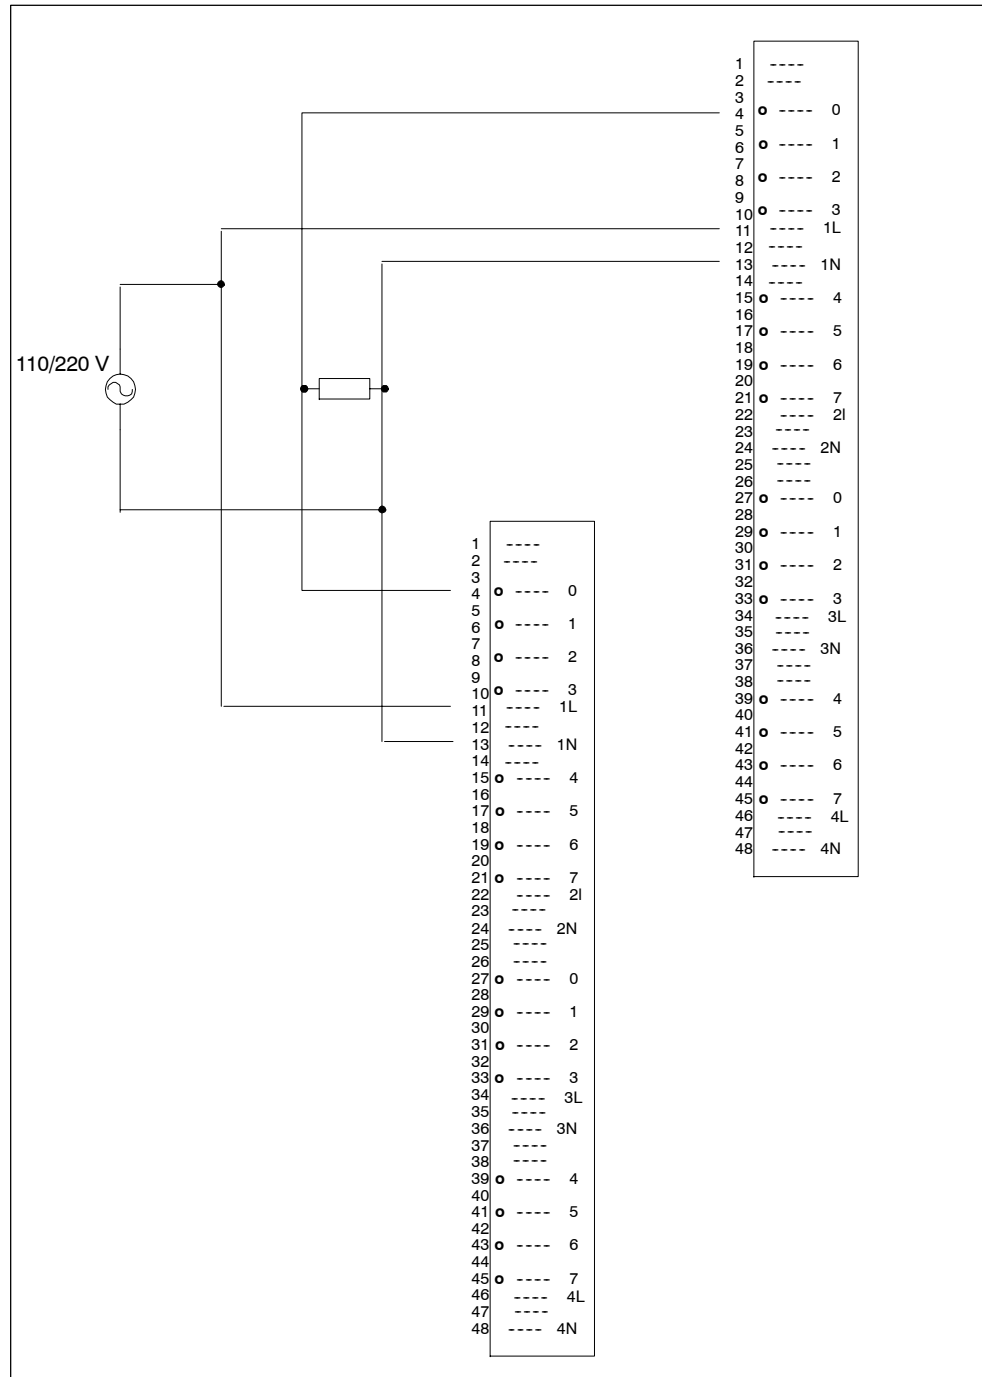 110/220 V
1 ----
2 ----
3
4 o ---- 0
5
6 o ---- 1
7
8 o ---- 2
9
10 o ---- 3
11 ---- 1L
12 ----
13 ---- 1N
14 ----
15 o ---- 4
16
17 o ---- 5
18
19 o ---- 6
20
21 o ---- 7
22 ---- 2l
23 ----
24 ---- 2N
25 ----
26 ----
27 o ---- 0
28
29 o ---- 1
30
31 o ---- 2
32
33 o ---- 3
34 ---- 3L
35 ----
36 ---- 3N
37 ----
38 ----
39 o ---- 4
40
41 o ---- 5
42
43 o ---- 6
44
45 o ---- 7
46 ---- 4L
47 ----
48 ---- 4N
1 ----
2 ----
3
4 o ---- 0
5
6 o ---- 1
7
8 o ---- 2
9
10 o ---- 3
11 ---- 1L
12 ----
13 ---- 1N
14 ----
15 o ---- 4
16
17 o ---- 5
18
19 o ---- 6
20
21 o ---- 7
22 ---- 2l
23 ----
24 ---- 2N
25 ----
26 ----
27 o ---- 0
28
29 o ---- 1
30
31 o ---- 2
32
33 o ---- 3
34 ---- 3L
35 ----
36 ---- 3N
37 ----
38 ----
39 o ---- 4
40
41 o ---- 5
42
43 o ---- 6
44
45 o ---- 7
46 ---- 4L
47 ----
48 ---- 4N